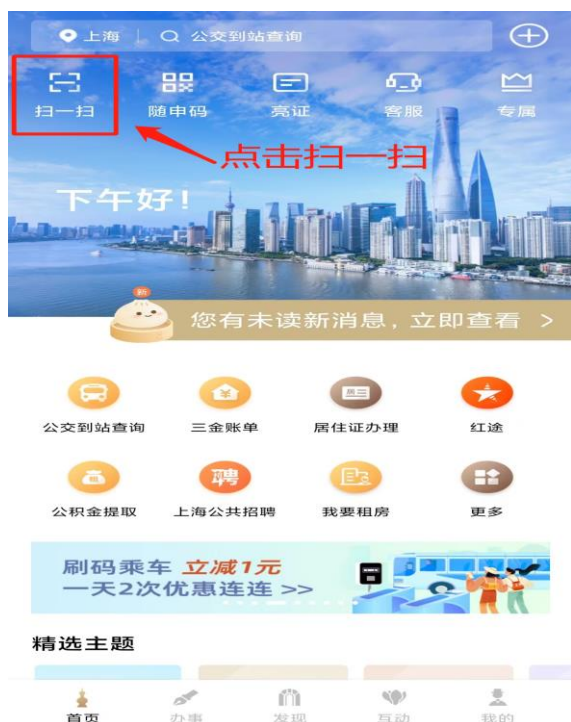 上海 公交到站查询
扫一扫 随申码 亮证 客服 专属
点击扫一扫
下午好!
新
您有未读新消息,立即查看 >
公交到站查询 三金账单 居住证办理 红途
聘
公积金提取 上海公共招聘 我要租房 更多
刷码乘车 立减1元
一天2次优惠连连 >>
精选主题
首页 办事 发现 互动 我的